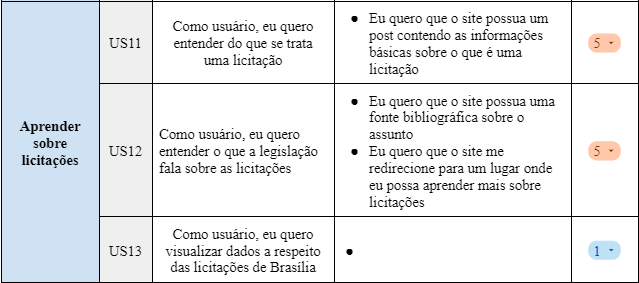 Aprender
sobre
licitações
US11
Como usuário, eu quero
entender do que se trata
uma licitação
● Eu quero que o site possua um
post contendo as informações
básicas sobre o que é uma
licitação
5
US12
Como usuário, eu quero
entender o que a legislação
fala sobre as licitações
● Eu quero que o site possua uma
fonte bibliográfica sobre o
assunto
● Eu quero que o site me
redirecione para um lugar onde
eu possa aprender mais sobre
licitações
5
US13
Como usuário, eu quero
visualizar dados a respeito
das licitações de Brasília
●
1